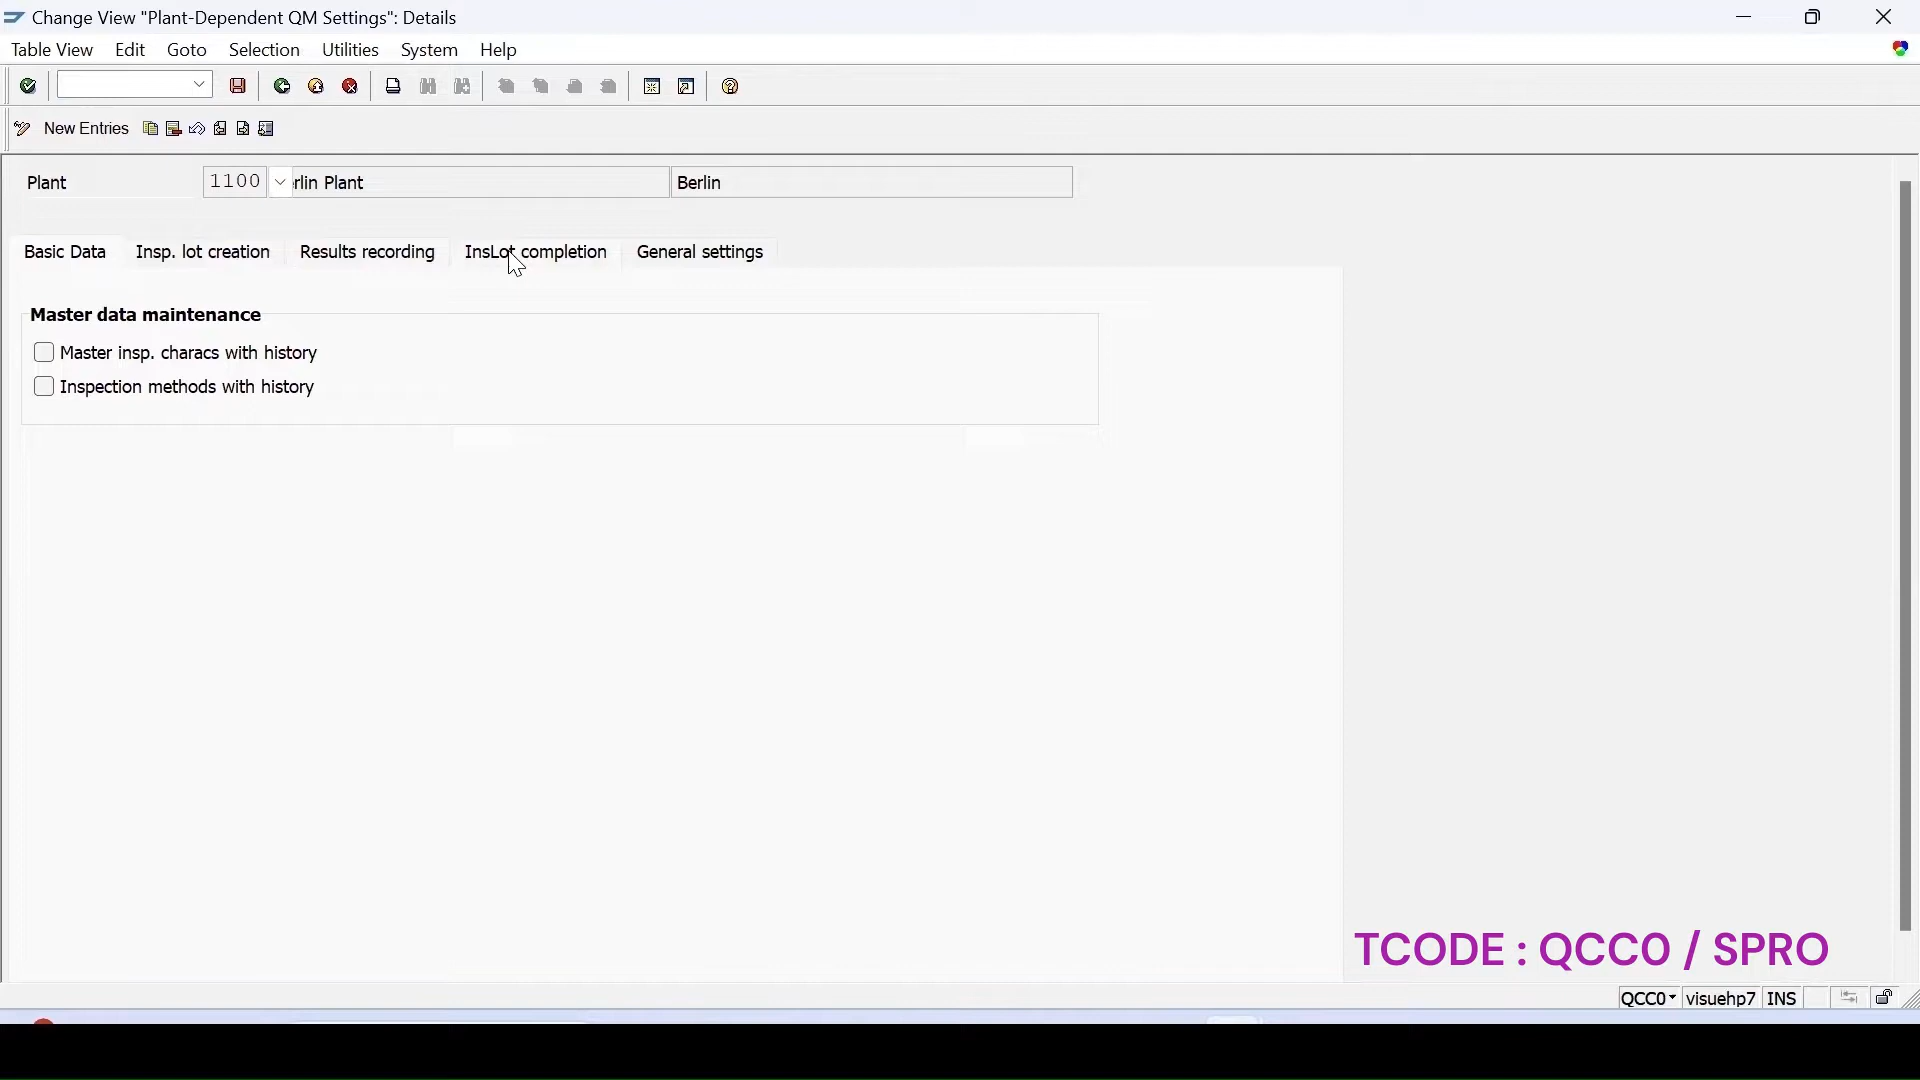 Change View "Plant-Dependent QM Settings": Details
Table View Edit Goto Selection Utilities System Help
New Entries
Plant 1100 rlin Plant Berlin
Basic Data Insp. lot creation Results recording InsLot completion General settings
Master data maintenance
Master insp. characs with history
Inspection methods with history
TCODE : QCC0 / SPRO
QCC0 visuehp7 INS